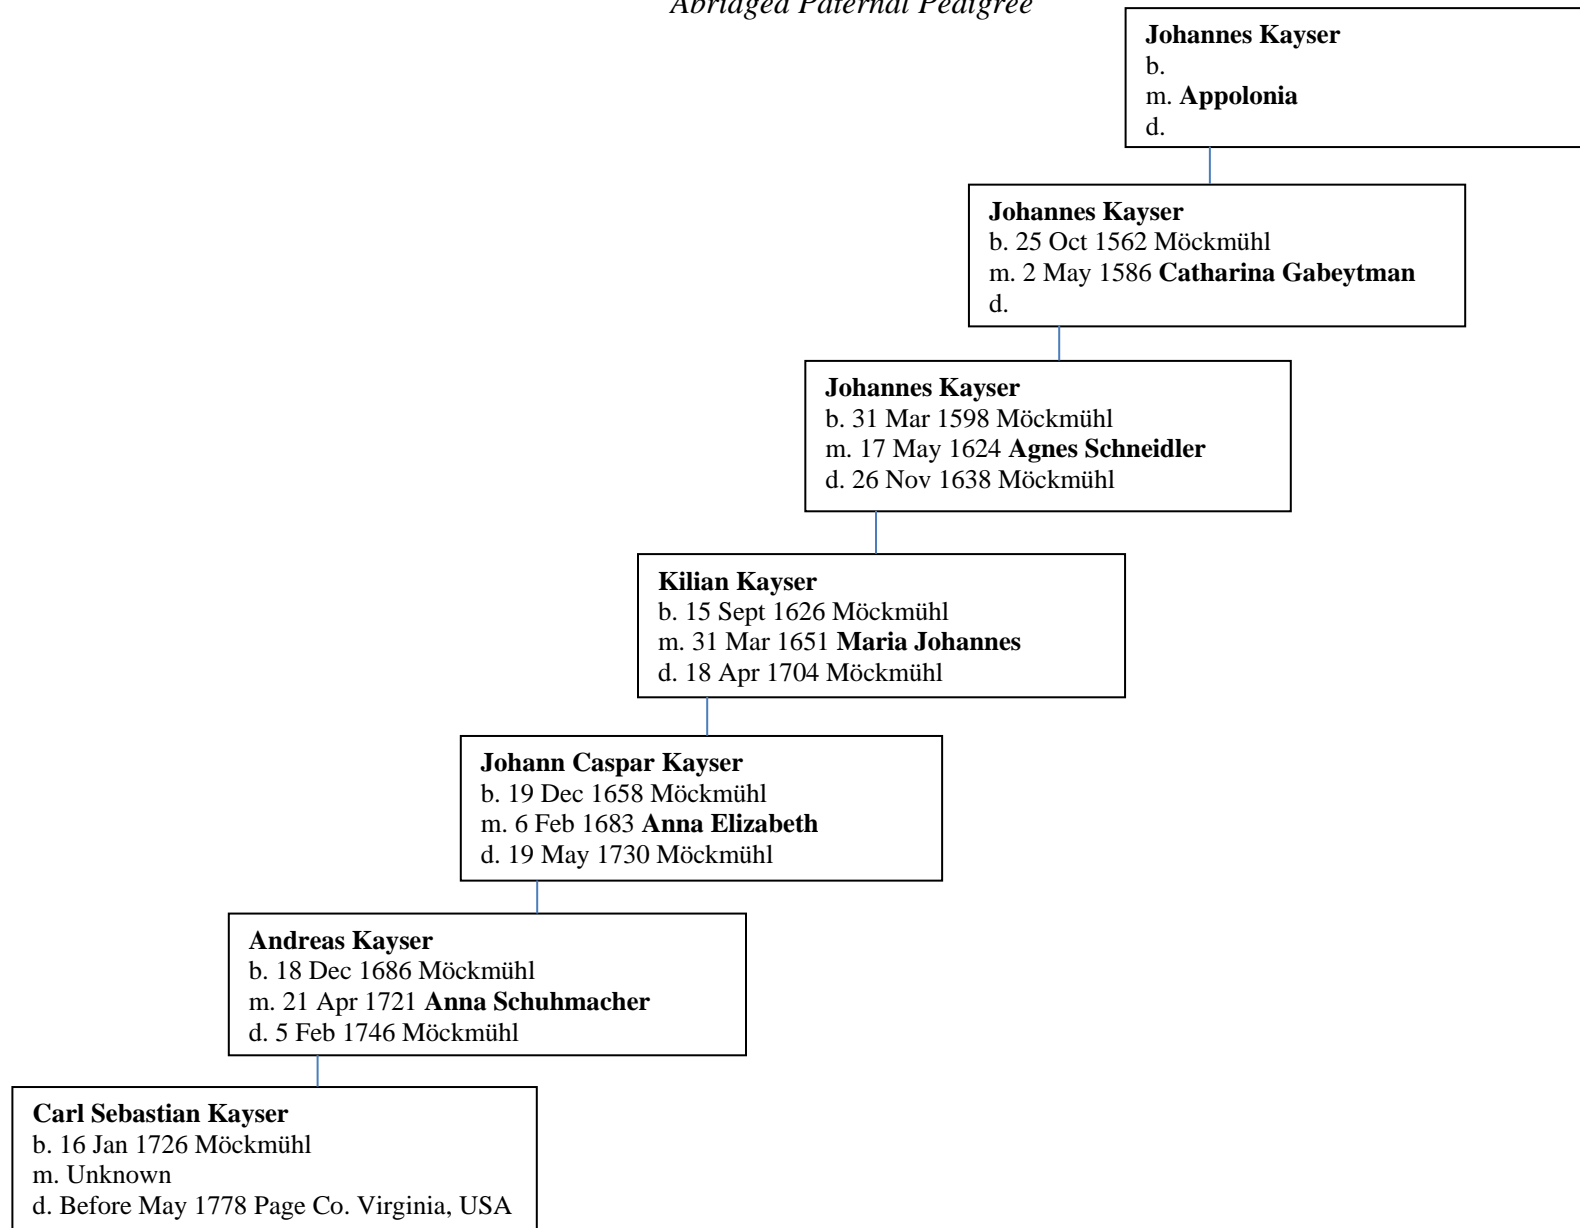 Abridged Paternal Pedigree
Johannes Kayser
b.
m. Appolonia
d.
Johannes Kayser
b. 25 Oct 1562 Möckmühl
m. 2 May 1586 Catharina Gabeytman
d.
Johannes Kayser
b. 31 Mar 1598 Möckmühl
m. 17 May 1624 Agnes Schneidler
d. 26 Nov 1638 Möckmühl
Kilian Kayser
b. 15 Sept 1626 Möckmühl
m. 31 Mar 1651 Maria Johannes
d. 18 Apr 1704 Möckmühl
Johann Caspar Kayser
b. 19 Dec 1658 Möckmühl
m. 6 Feb 1683 Anna Elizabeth
d. 19 May 1730 Möckmühl
Andreas Kayser
b. 18 Dec 1686 Möckmühl
m. 21 Apr 1721 Anna Schuhmacher
d. 5 Feb 1746 Möckmühl
Carl Sebastian Kayser
b. 16 Jan 1726 Möckmühl
m. Unknown
d. Before May 1778 Page Co. Virginia, USA